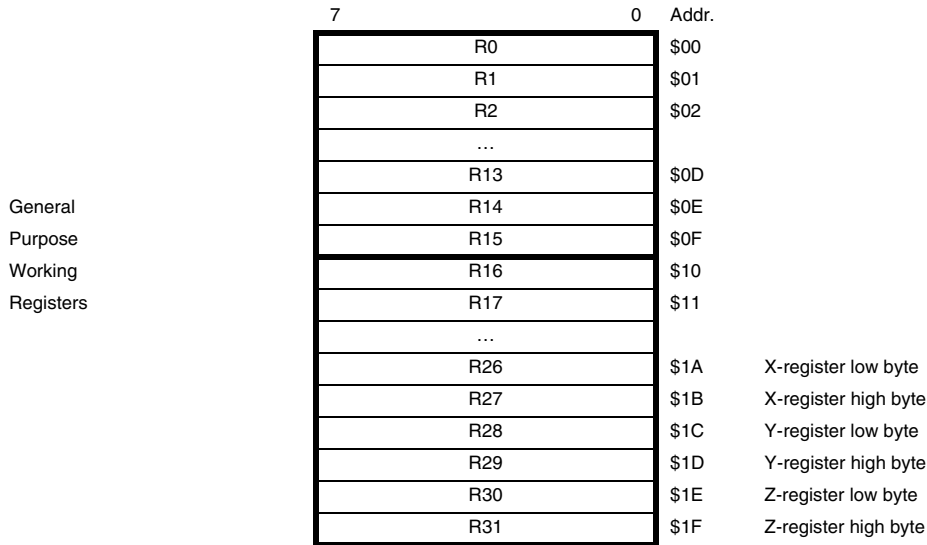 7 0 Addr.
R0 $00
R1 $01
R2 $02
…
R13 $0D
General R14 $0E
Purpose R15 $0F
Working R16 $10
Registers R17 $11
…
R26 $1A X-register low byte
R27 $1B X-register high byte
R28 $1C Y-register low byte
R29 $1D Y-register high byte
R30 $1E Z-register low byte
R31 $1F Z-register high byte